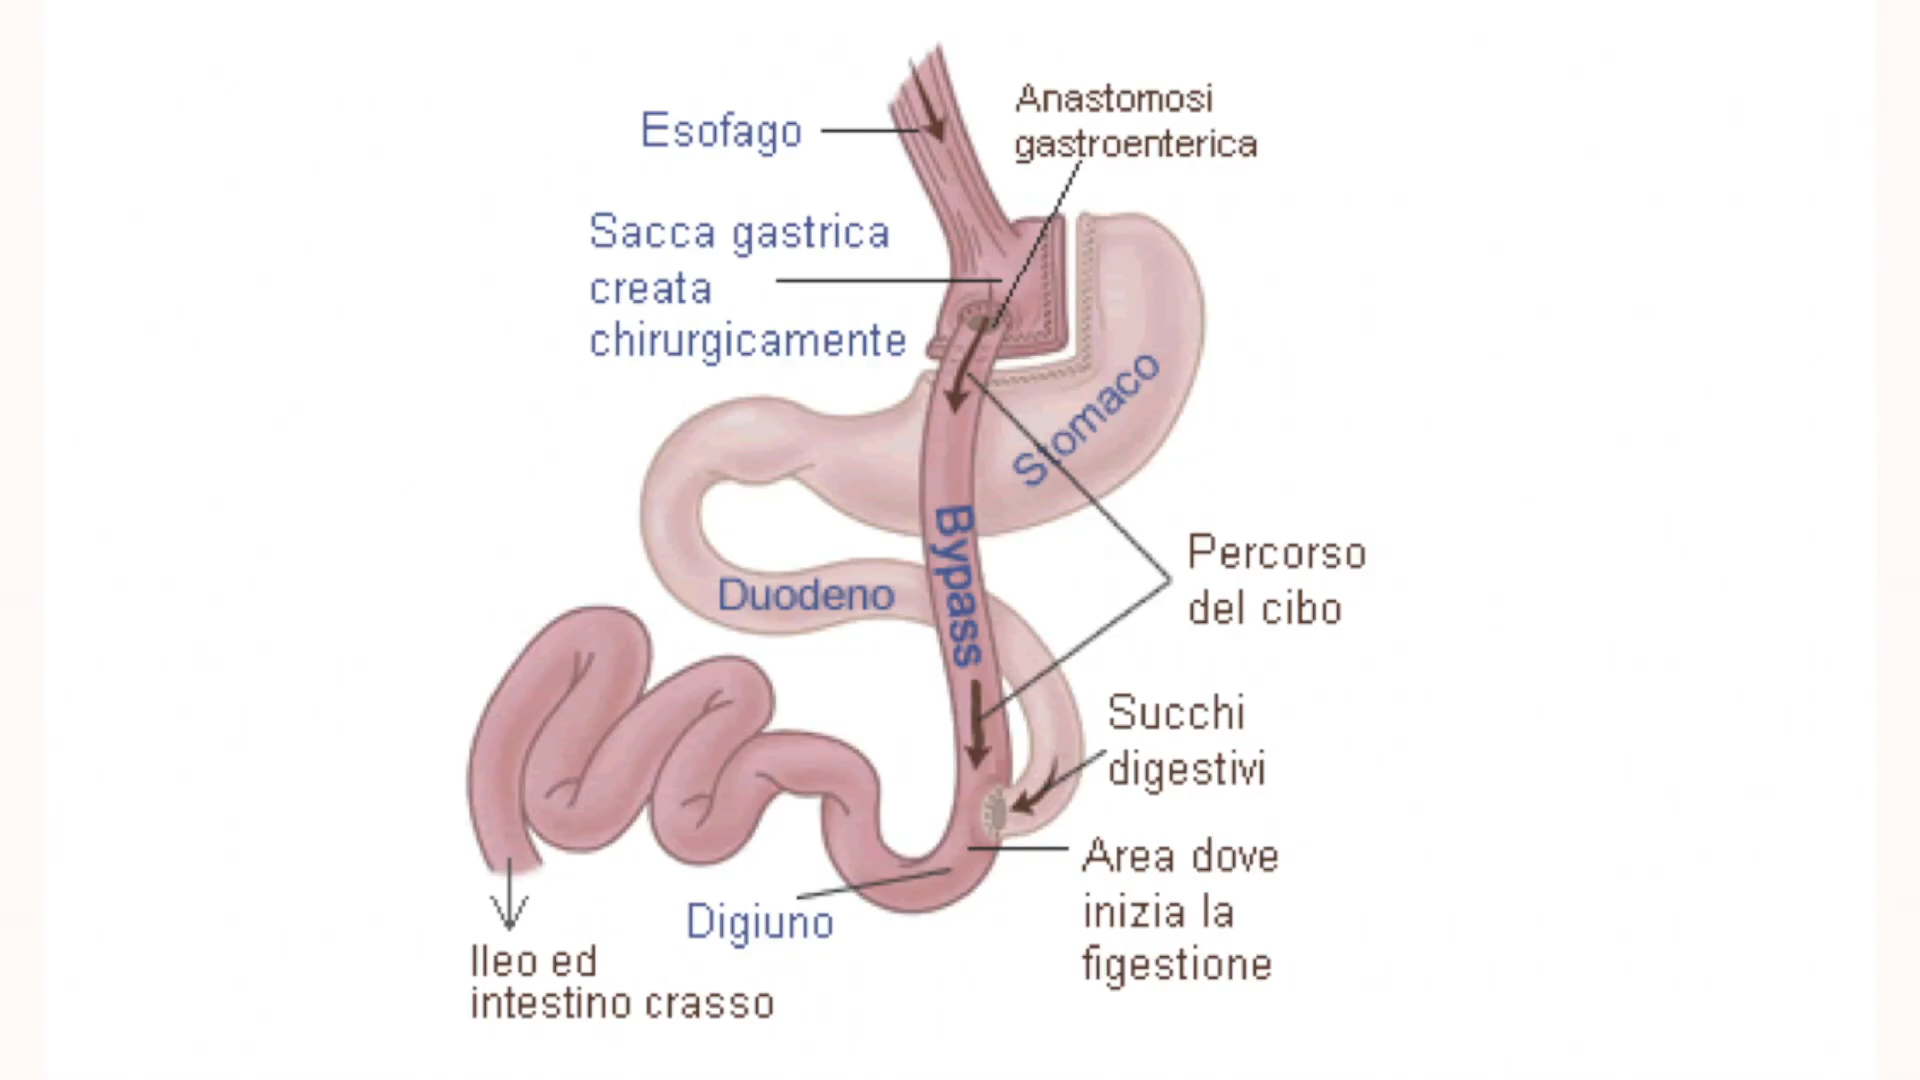 Esofago
Anastomosi
gastroenterica
Sacca gastrica
creata
chirurgicamente
Stomaco
Bypass
Duodeno
Percorso
del cibo
Succhi
digestivi
Area dove
inizia la
figestione
Digiuno
Ileo ed
intestino crasso